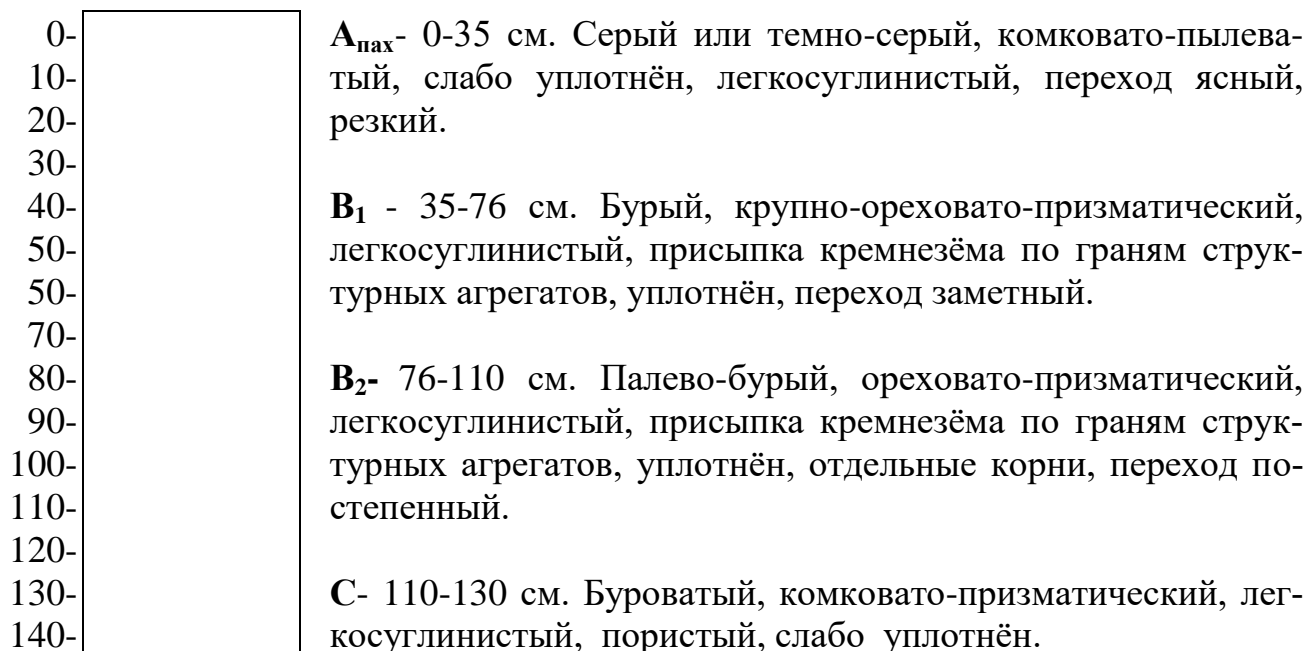 0- Aпах- 0-35 см. Серый или темно-серый, комковато-пылева-
10- тый, слабо уплотнён, легкосуглинистый, переход ясный,
20- резкий.
30-
40- B1 - 35-76 см. Бурый, крупно-ореховато-призматический,
50- легкосуглинистый, присыпка кремнезёма по граням струк-
50- турных агрегатов, уплотнён, переход заметный.
70-
80- B2- 76-110 см. Палево-бурый, ореховато-призматический,
90- легкосуглинистый, присыпка кремнезёма по граням струк-
100- турных агрегатов, уплотнён, отдельные корни, переход по-
110- степенный.
120-
130- С- 110-130 см. Буроватый, комковато-призматический, лег-
140- косуглинистый, пористый, слабо уплотнён.